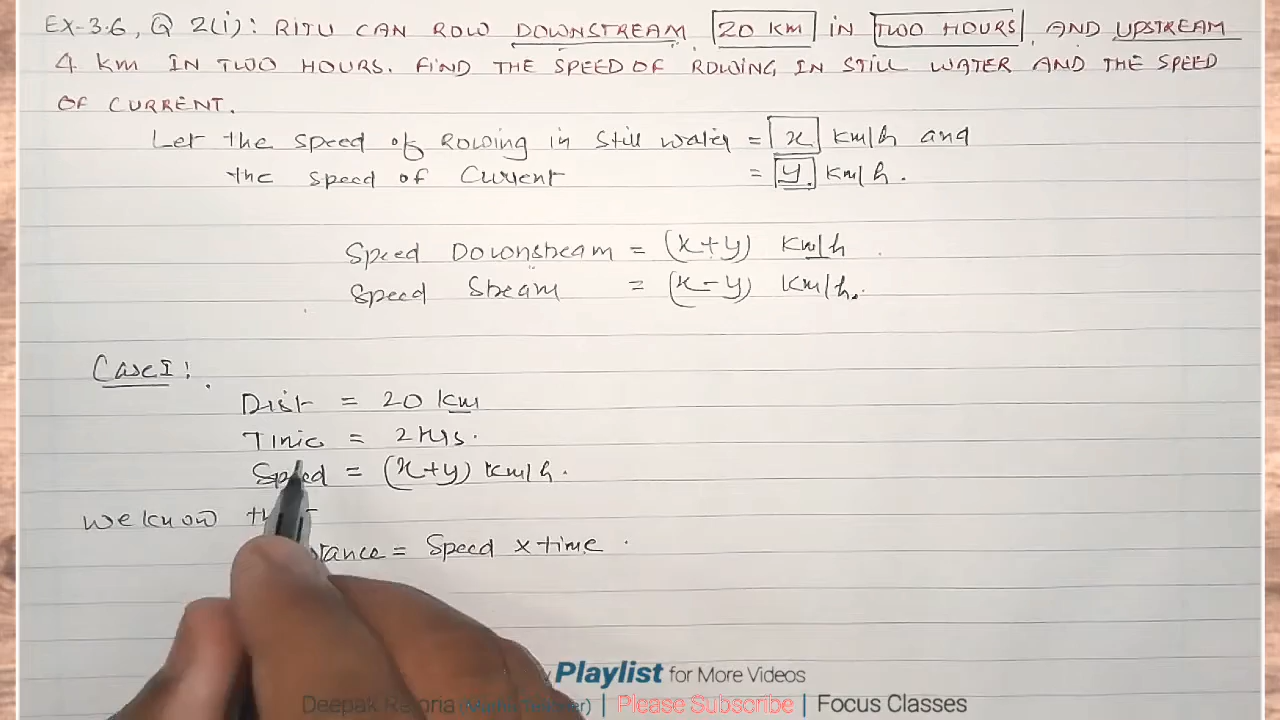 EX-3.6, Q 2(i): RITU CAN ROW DOWNSTREAM 20 KM IN TWO HOURS, AND UPSTREAM
4 KM IN TWO HOURS. FIND THE SPEED OF ROWING IN STILL WATER AND THE SPEED
OF CURRENT.
Let the speed of Rowing in still water = x km/h and
the speed of Current = y km/h.
Speed Downstream = (x+y) Km/h
Speed Stream = (x-y) Km/h.
Case I:
Dist = 20 km
Time = 2 Hrs.
Speed = (x+y) km/h.
We know
= Speed x time
Playlist for More Videos
Deepak | Please Subscribe | Focus Classes